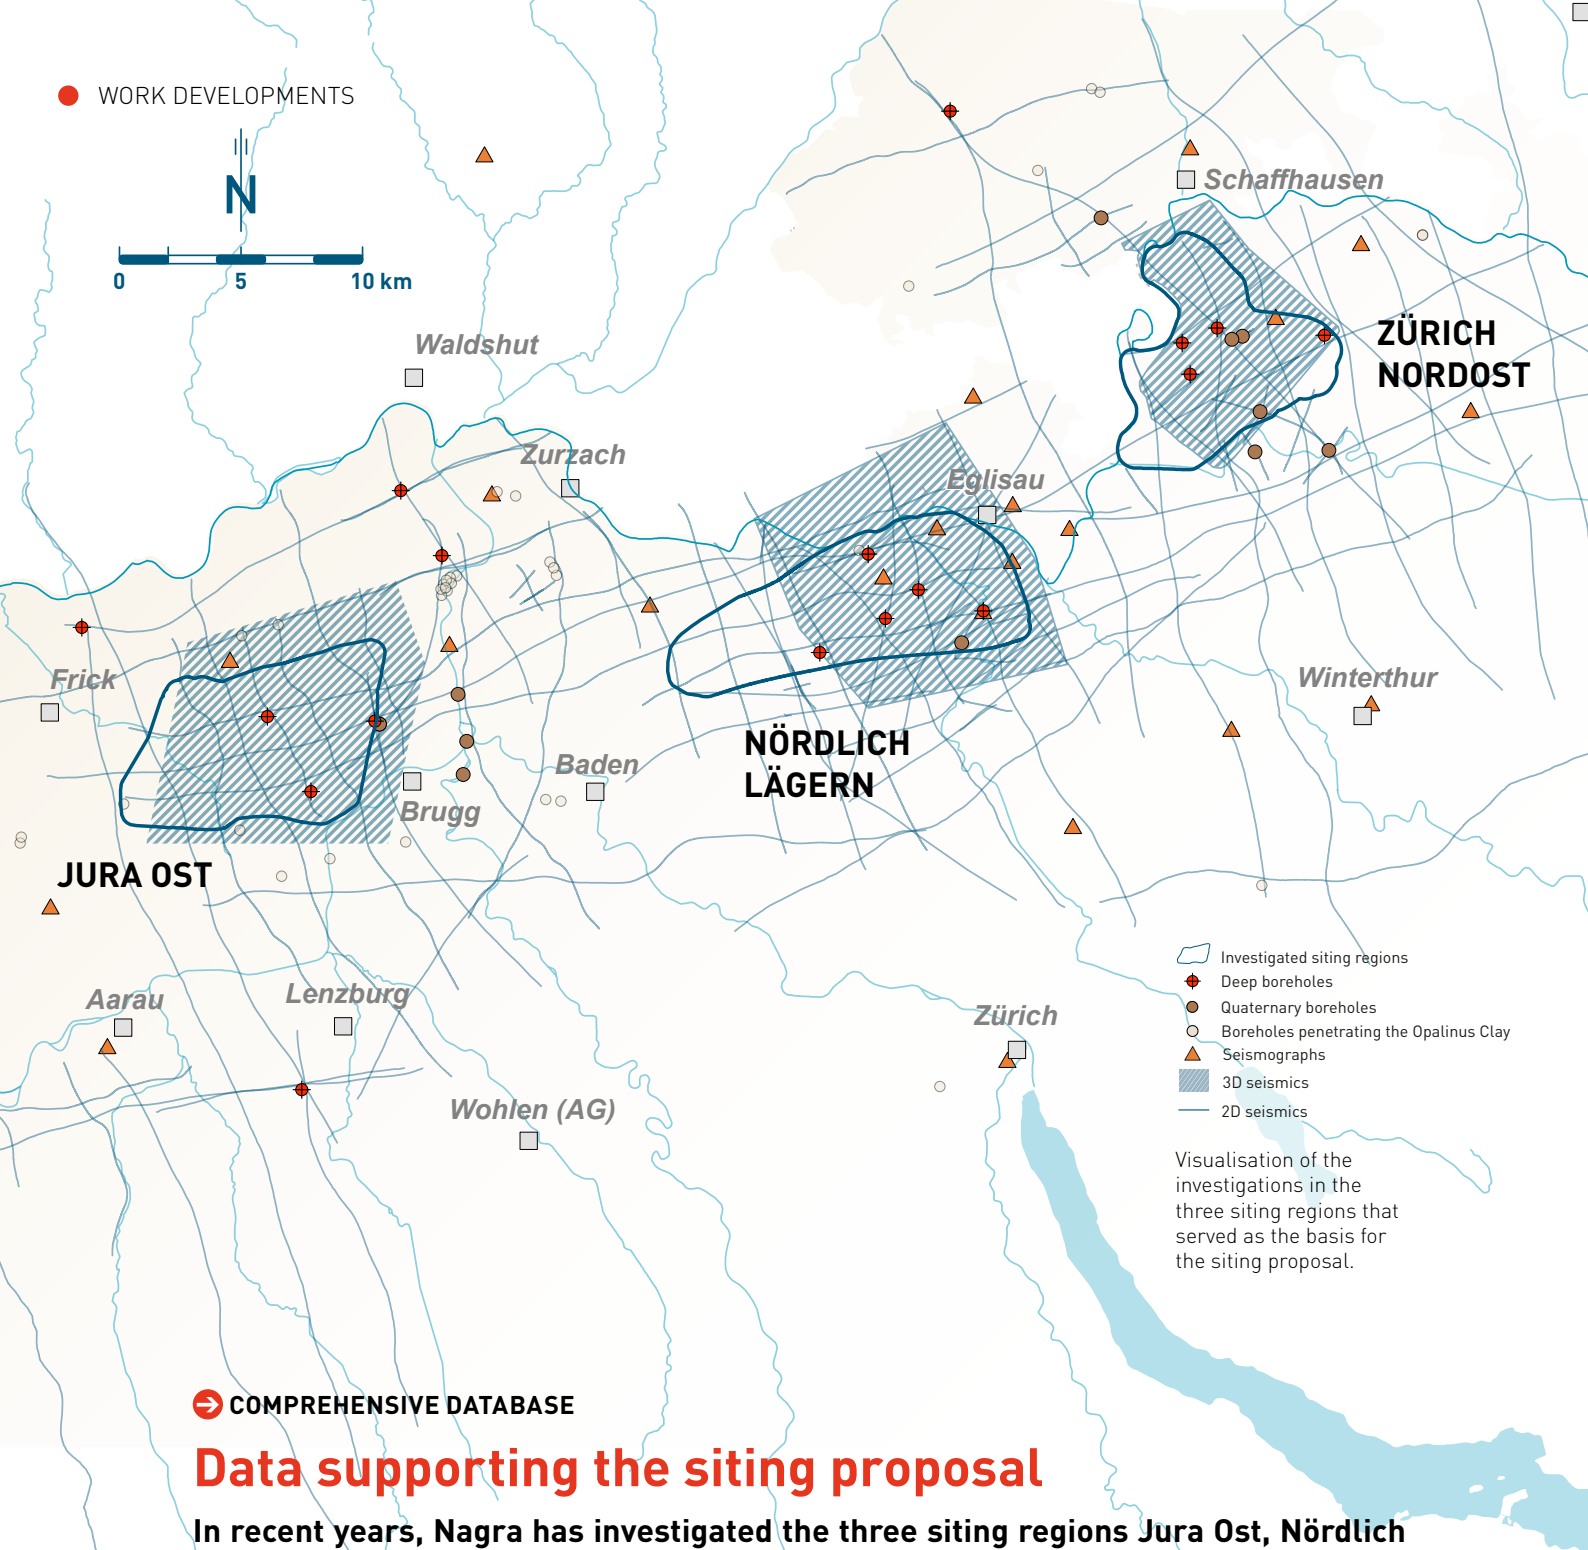 WORK DEVELOPMENTS
N
0 5 10 km
Schaffhausen
Waldshut
ZÜRICH
NORDOST
Zurzach
Eglisau
Frick
Winterthur
NÖRDLICH
LÄGERN
Baden
Brugg
JURA OST
Aarau
Lenzburg
Zürich
Wohlen (AG)
Investigated siting regions
Deep boreholes
Quaternary boreholes
Boreholes penetrating the Opalinus Clay
Seismographs
3D seismics
2D seismics
Visualisation of the
investigations in the
three siting regions that
served as the basis for
the siting proposal.
COMPREHENSIVE DATABASE
Data supporting the siting proposal
In recent years, Nagra has investigated the three siting regions Jura Ost, Nördlich